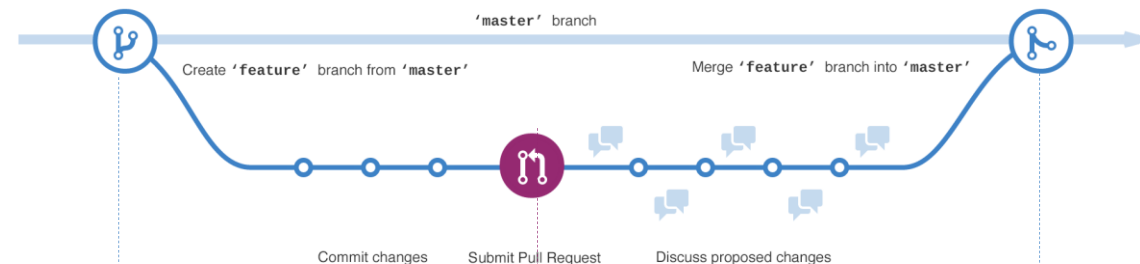 ‘master’ branch
Create ‘feature’ branch from ‘master’
Merge ‘feature’ branch into ‘master’
Commit changes
Submit Pull Request
Discuss proposed changes